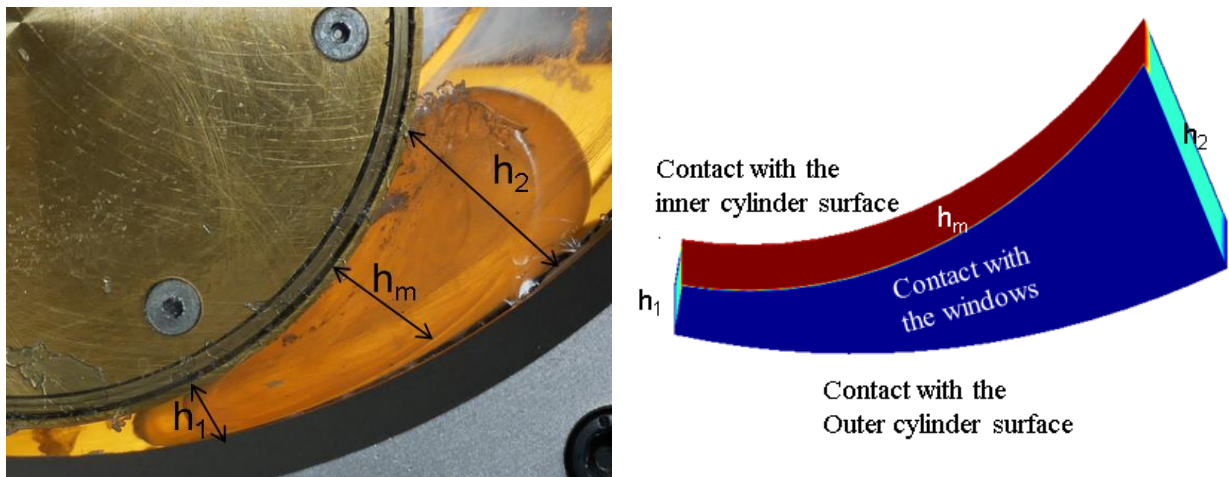 h2
hm
h1
Contact with the
inner cylinder surface
hm
h2
Contact with
the windows
h1
Contact with the
Outer cylinder surface